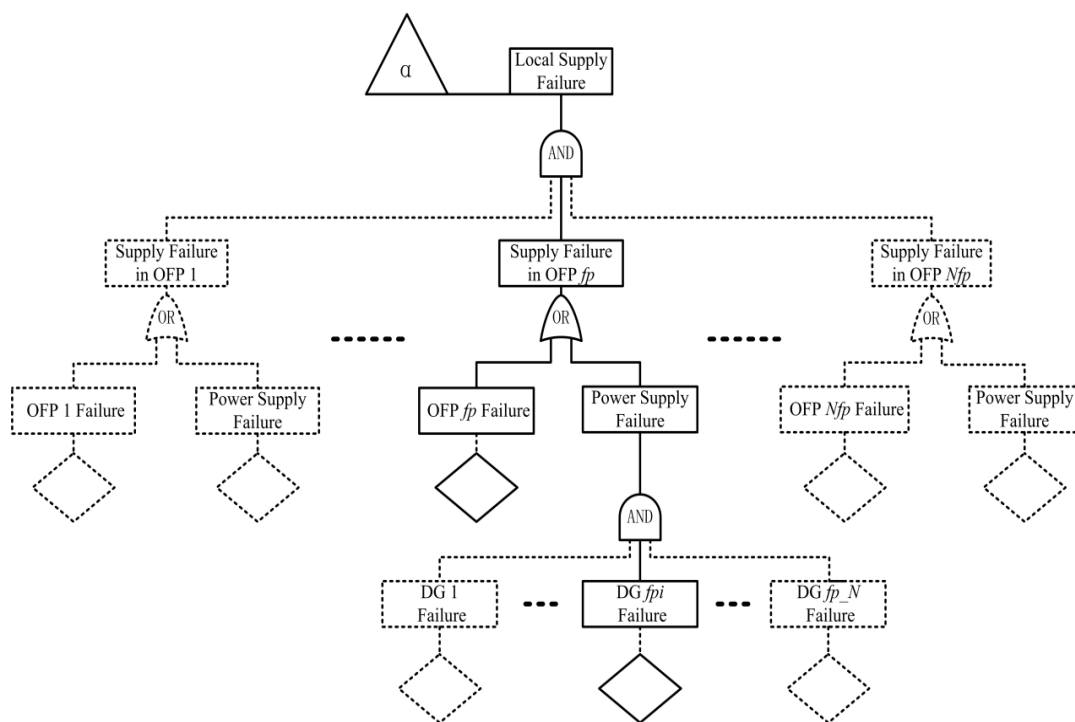 α
Local Supply
Failure
AND
Supply Failure
in OFP 1
Supply Failure
in OFP fp
Supply Failure
in OFP Nfp
OR
OR
OR
OFP 1 Failure
Power Supply
Failure
OFP fp Failure
Power Supply
Failure
OFP Nfp Failure
Power Supply
Failure
AND
DG 1
Failure
DG fpi
Failure
DG fp_N
Failure